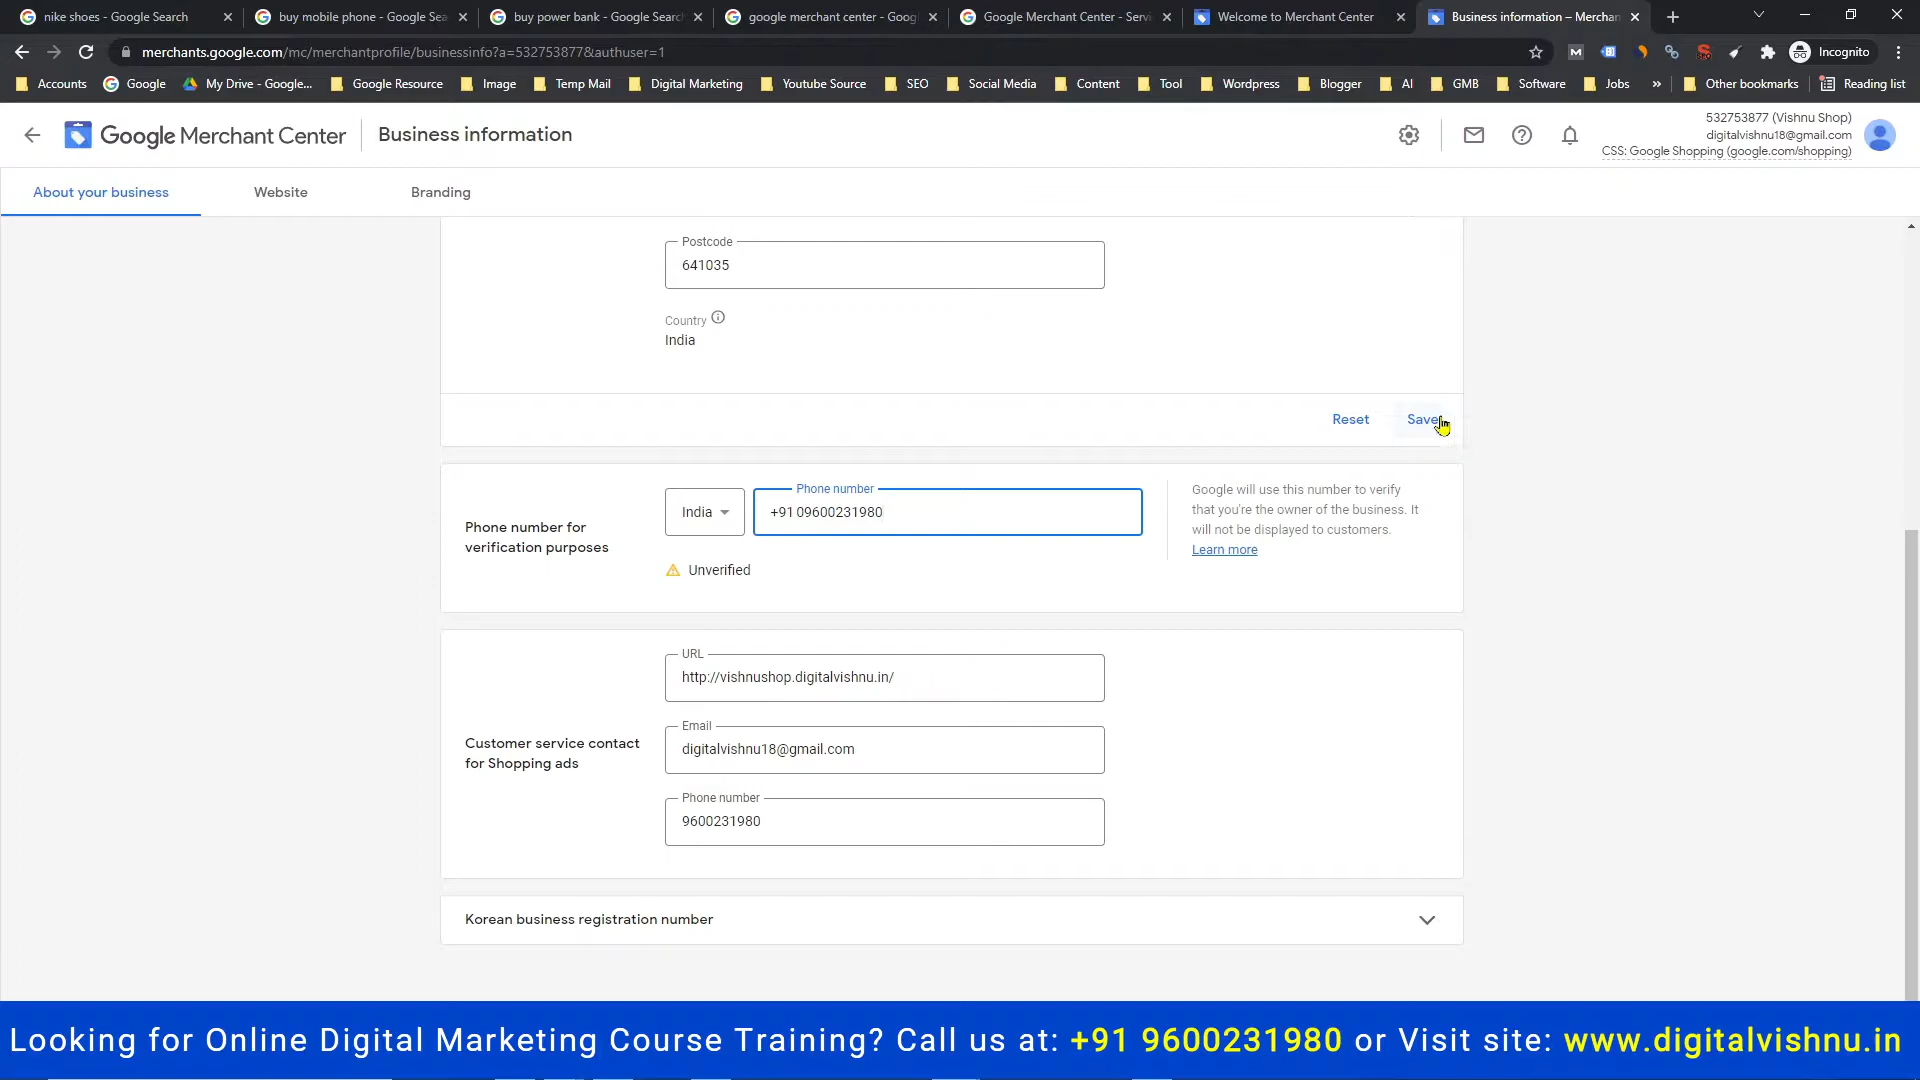 nike shoes - Google Search
buy mobile phone - Google Sea
buy power bank - Google Search
google merchant center - Goog
Google Merchant Center - Servi
Welcome to Merchant Center
Business information – Merchan
merchants.google.com/mc/merchantprofile/businessinfo?a=532753877&authuser=1
Incognito
Accounts
Google
My Drive - Google...
Google Resource
Image
Temp Mail
Digital Marketing
Youtube Source
SEO
Social Media
Content
Tool
Wordpress
Blogger
AI
GMB
Software
Jobs
»
Other bookmarks
Reading list
Google Merchant Center
Business information
532753877 (Vishnu Shop)
digitalvishnu18@gmail.com
CSS: Google Shopping (google.com/shopping)
About your business
Website
Branding
Postcode
641035
Country
India
Reset
Save
Phone number for
verification purposes
India
Phone number
+91 09600231980
Unverified
Google will use this number to verify
that you're the owner of the business. It
will not be displayed to customers.
Learn more
Customer service contact
for Shopping ads
URL
http://vishnushop.digitalvishnu.in/
Email
digitalvishnu18@gmail.com
Phone number
9600231980
Korean business registration number
Looking for Online Digital Marketing Course Training? Call us at: +91 9600231980 or Visit site: www.digitalvishnu.in